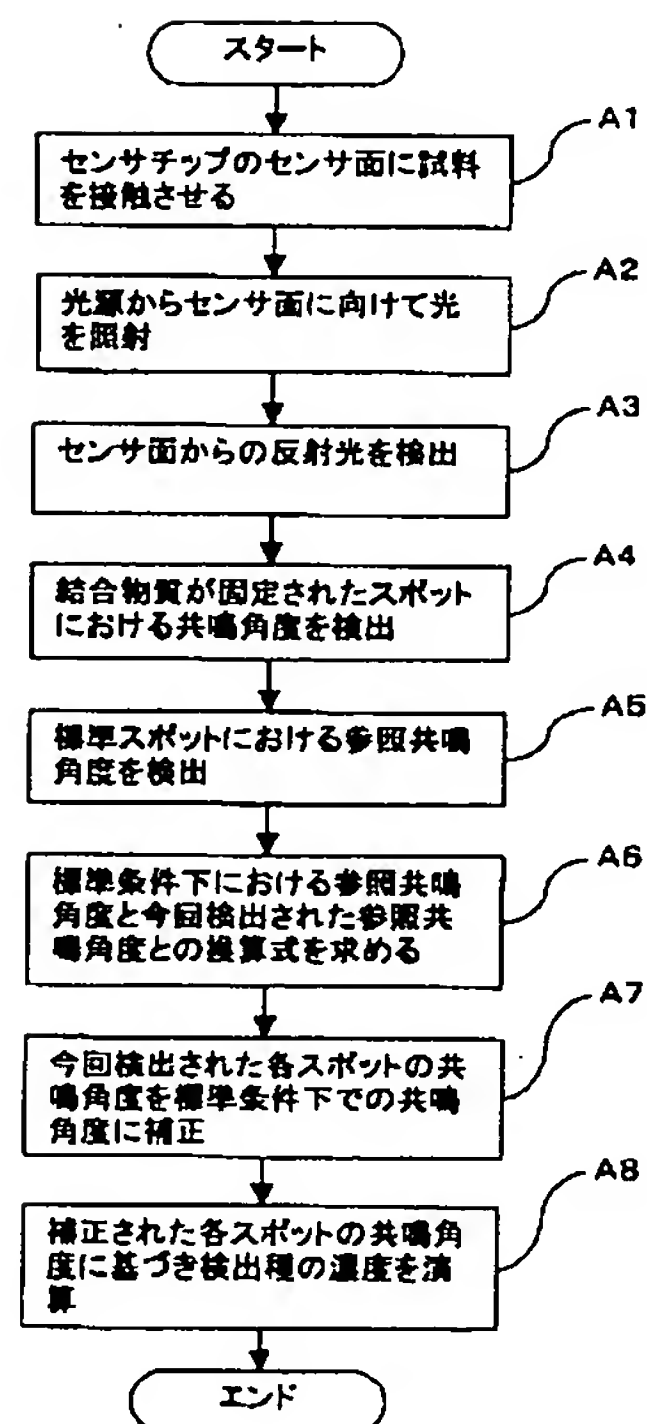 スタート
A1
センサチップのセンサ面に試料
を接触させる
A2
光源からセンサ面に向けて光
を照射
A3
センサ面からの反射光を検出
A4
結合物質が固定されたスポット
における共鳴角度を検出
A5
標準スポットにおける参照共鳴
角度を検出
A6
標準条件下における参照共鳴
角度と今回検出された参照共
鳴角度との換算式を求める
A7
今回検出された各スポットの共
鳴角度を標準条件下での共鳴
角度に補正
A8
補正された各スポットの共鳴角
度に基づき検出種の濃度を演
算
エンド